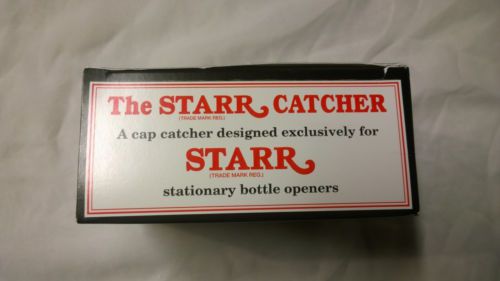 The STARR CATCHER
(TRADE MARK REG.)
A cap catcher designed exclusively for
STARR
(TRADE MARK REG.)
stationary bottle openers